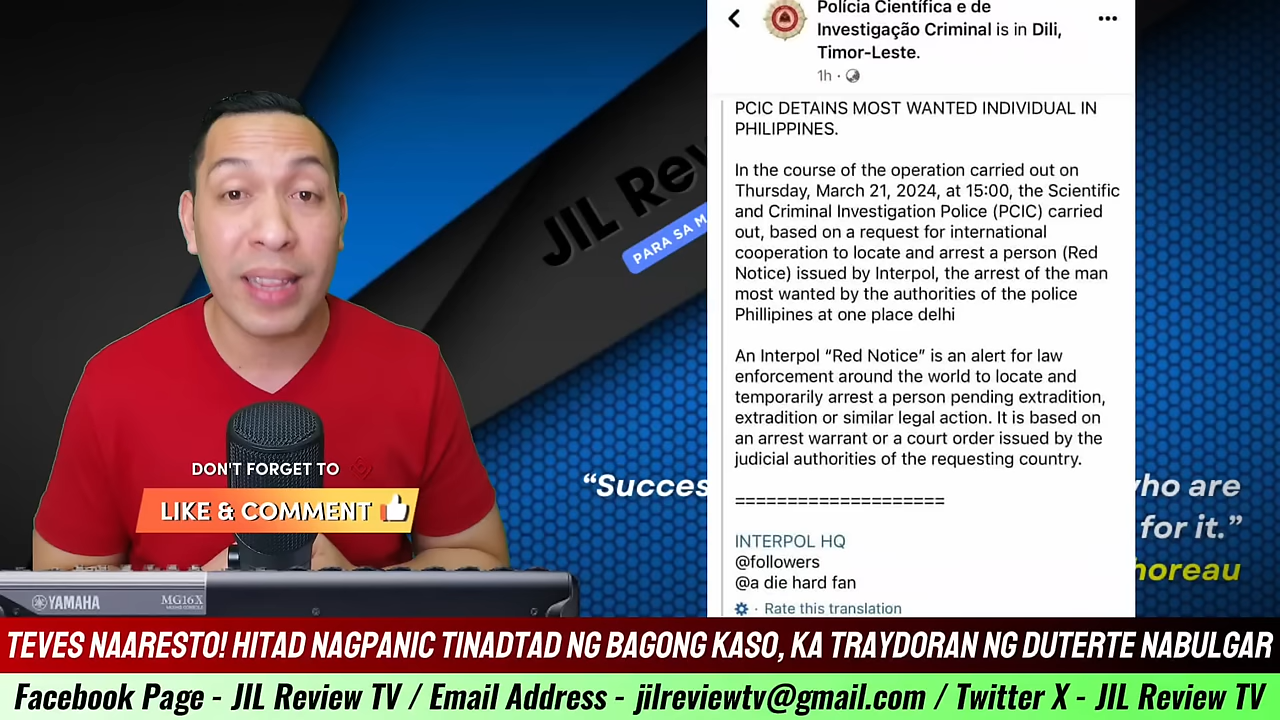 Polícia Científica e de
Investigação Criminal is in Dili,
Timor-Leste.
1h ·
PCIC DETAINS MOST WANTED INDIVIDUAL IN
PHILIPPINES.
In the course of the operation carried out on
Thursday, March 21, 2024, at 15:00, the Scientific
and Criminal Investigation Police (PCIC) carried
out, based on a request for international
cooperation to locate and arrest a person (Red
Notice) issued by Interpol, the arrest of the man
most wanted by the authorities of the police
Phillipines at one place delhi
An Interpol “Red Notice” is an alert for law
enforcement around the world to locate and
temporarily arrest a person pending extradition,
extradition or similar legal action. It is based on
an arrest warrant or a court order issued by the
judicial authorities of the requesting country.
====================
INTERPOL HQ
@followers
@a die hard fan
· Rate this translation
JIL Rev
PARA SA M
“Succes
who are
for it.”
horeau
DON'T FORGET TO
LIKE & COMMENT
YAMAHA
MG16X
TEVES NAARESTO! HITAD NAGPANIC TINADTAD NG BAGONG KASO, KA TRAYDORAN NG DUTERTE NABULGAR
Facebook Page - JIL Review TV / Email Address - jilreviewtv@gmail.com / Twitter X - JIL Review TV